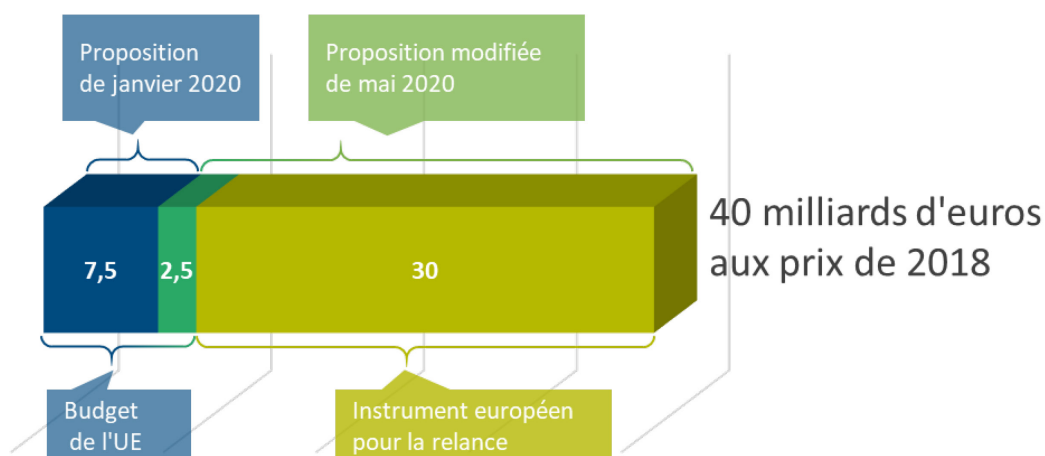 Proposition
de janvier 2020
Proposition modifiée
de mai 2020
7,5
2,5
30
40 milliards d'euros
aux prix de 2018
Budget
de l'UE
Instrument européen
pour la relance